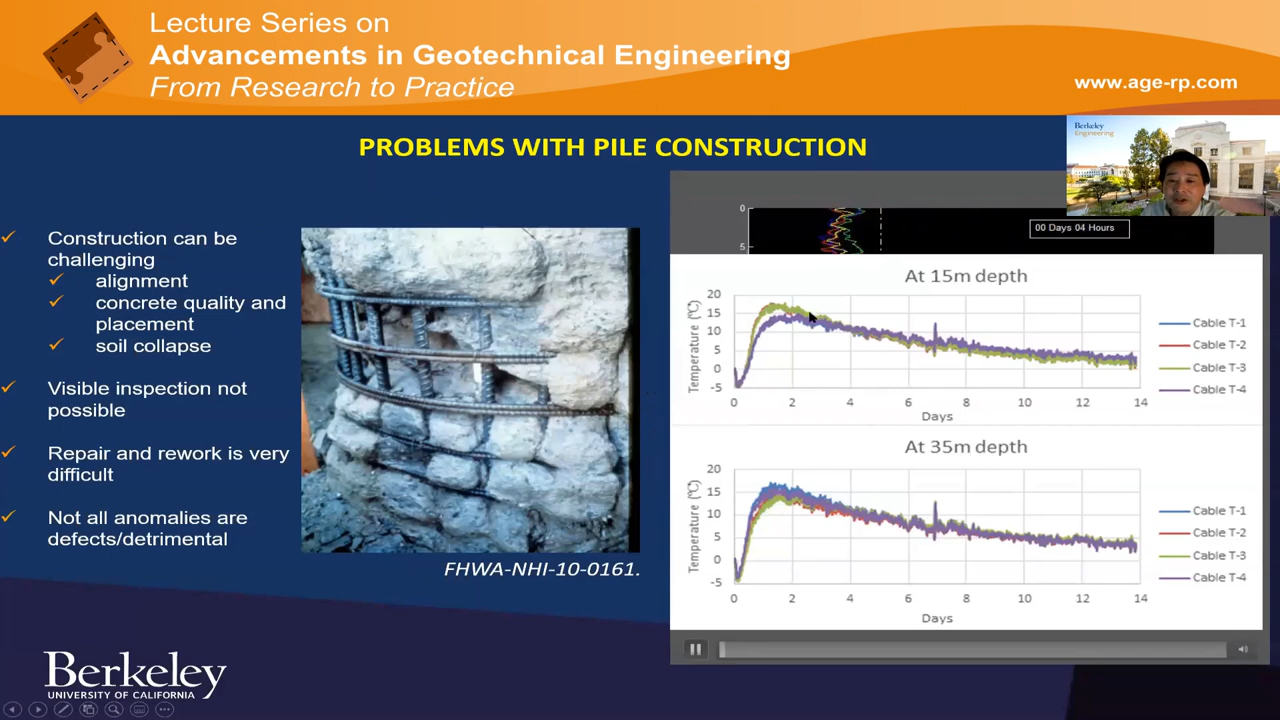 Lecture Series on
Advancements in Geotechnical Engineering
From Research to Practice
www.age-rp.com
Berkeley
Engineering
PROBLEMS WITH PILE CONSTRUCTION
Construction can be
challenging
alignment
concrete quality and
placement
soil collapse
Visible inspection not
possible
Repair and rework is very
difficult
Not all anomalies are
defects/detrimental
FHWA-NHI-10-0161.
0
5
00 Days 04 Hours
At 15m depth
Temperature (°C)
20
15
10
5
0
-5
0 2 4 6 8 10 12 14
Days
Cable T-1
Cable T-2
Cable T-3
Cable T-4
At 35m depth
Temperature (°C)
20
15
10
5
0
-5
0 2 4 6 8 10 12 14
Days
Cable T-1
Cable T-2
Cable T-3
Cable T-4
Berkeley
UNIVERSITY OF CALIFORNIA